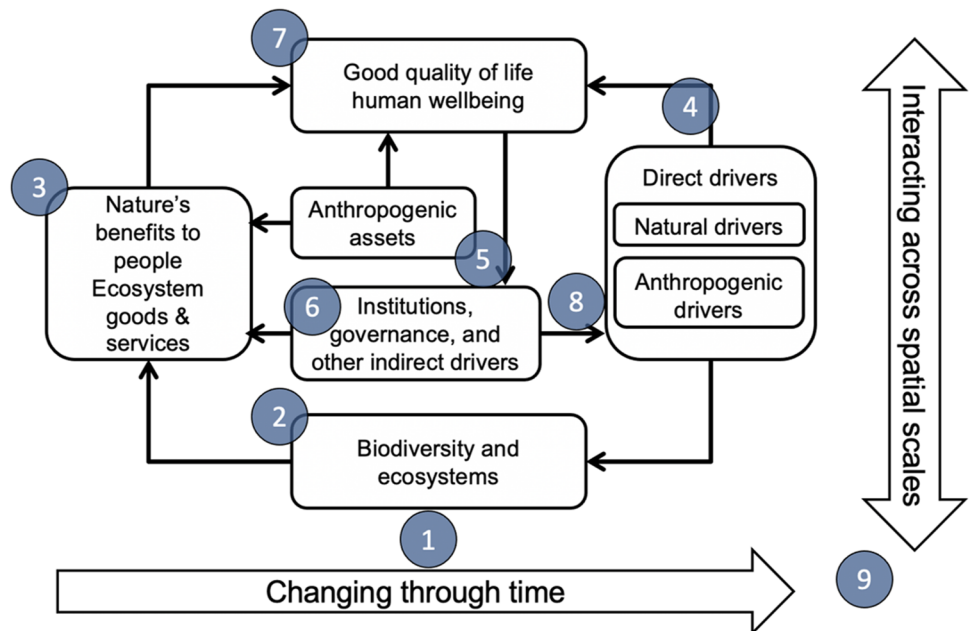 7
Good quality of life
human wellbeing
4
3
Nature's
benefits to
people
Ecosystem
goods &
services
Anthropogenic
assets
5
Direct drivers
Natural drivers
Anthropogenic
drivers
6
Institutions,
governance, and
other indirect drivers
8
2
Biodiversity and
ecosystems
1
Changing through time
9
Interacting across spatial scales